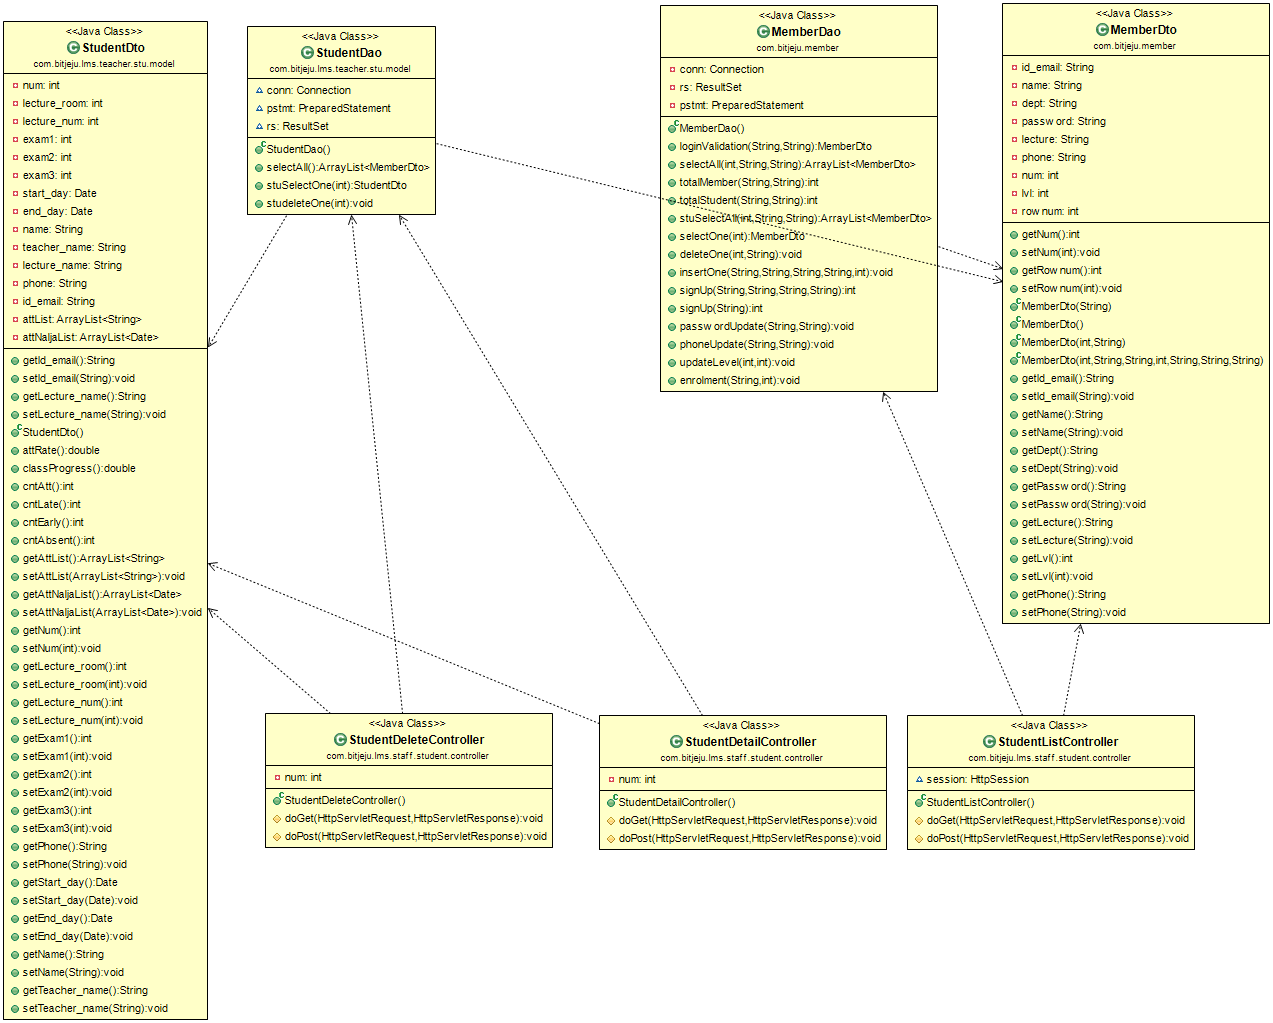 <<Java Class>>
StudentDto
com.bitjeju.lms.teacher.stu.model
num: int
lecture_room: int
lecture_num: int
exam1: int
exam2: int
exam3: int
start_day: Date
end_day: Date
name: String
teacher_name: String
lecture_name: String
phone: String
id_email: String
attList: ArrayList<String>
attNaljaList: ArrayList<Date>
getId_email():String
setId_email(String):void
getLecture_name():String
setLecture_name(String):void
StudentDto()
attRate():double
classProgress():double
cntAtt():int
cntLate():int
cntEarly():int
cntAbsent():int
getAttList():ArrayList<String>
setAttList(ArrayList<String>):void
getAttNaljaList():ArrayList<Date>
setAttNaljaList(ArrayList<Date>):void
getNum():int
setNum(int):void
getLecture_room():int
setLecture_room(int):void
getLecture_num():int
setLecture_num(int):void
getExam1():int
setExam1(int):void
getExam2():int
setExam2(int):void
getExam3():int
setExam3(int):void
getPhone():String
setPhone(String):void
getStart_day():Date
setStart_day(Date):void
getEnd_day():Date
setEnd_day(Date):void
getName():String
setName(String):void
getTeacher_name():String
setTeacher_name(String):void
<<Java Class>>
StudentDao
com.bitjeju.lms.teacher.stu.model
conn: Connection
pstmt: PreparedStatement
rs: ResultSet
StudentDao()
selectAll():ArrayList<MemberDto>
stuSelectOne(int):StudentDto
studeleteOne(int):void
<<Java Class>>
MemberDao
com.bitjeju.member
conn: Connection
rs: ResultSet
pstmt: PreparedStatement
MemberDao()
loginValidation(String,String):MemberDto
selectAll(int,String,String):ArrayList<MemberDto>
totalMember(String,String):int
totalStudent(String,String):int
stuSelectAll(int,String,String):ArrayList<MemberDto>
selectOne(int):MemberDto
deleteOne(int,String):void
insertOne(String,String,String,String,int):void
signUp(String,String,String,String):int
signUp(String):int
passwordUpdate(String,String):void
phoneUpdate(String,String):void
updateLevel(int,int):void
enrolment(String,int):void
<<Java Class>>
MemberDto
com.bitjeju.member
id_email: String
name: String
dept: String
password: String
lecture: String
phone: String
num: int
lvl: int
rownum: int
getNum():int
setNum(int):void
getRownum():int
setRownum(int):void
MemberDto(String)
MemberDto()
MemberDto(int,String)
MemberDto(int,String,String,int,String,String,String)
getId_email():String
setId_email(String):void
getName():String
setName(String):void
getDept():String
setDept(String):void
getPassword():String
setPassword(String):void
getLecture():String
setLecture(String):void
getLvl():int
setLvl(int):void
getPhone():String
setPhone(String):void
<<Java Class>>
StudentDeleteController
com.bitjeju.lms.staff.student.controller
num: int
StudentDeleteController()
doGet(HttpServletRequest,HttpServletResponse):void
doPost(HttpServletRequest,HttpServletResponse):void
<<Java Class>>
StudentDetailController
com.bitjeju.lms.staff.student.controller
num: int
StudentDetailController()
doGet(HttpServletRequest,HttpServletResponse):void
doPost(HttpServletRequest,HttpServletResponse):void
<<Java Class>>
StudentListController
com.bitjeju.lms.staff.student.controller
session: HttpSession
StudentListController()
doGet(HttpServletRequest,HttpServletResponse):void
doPost(HttpServletRequest,HttpServletResponse):void